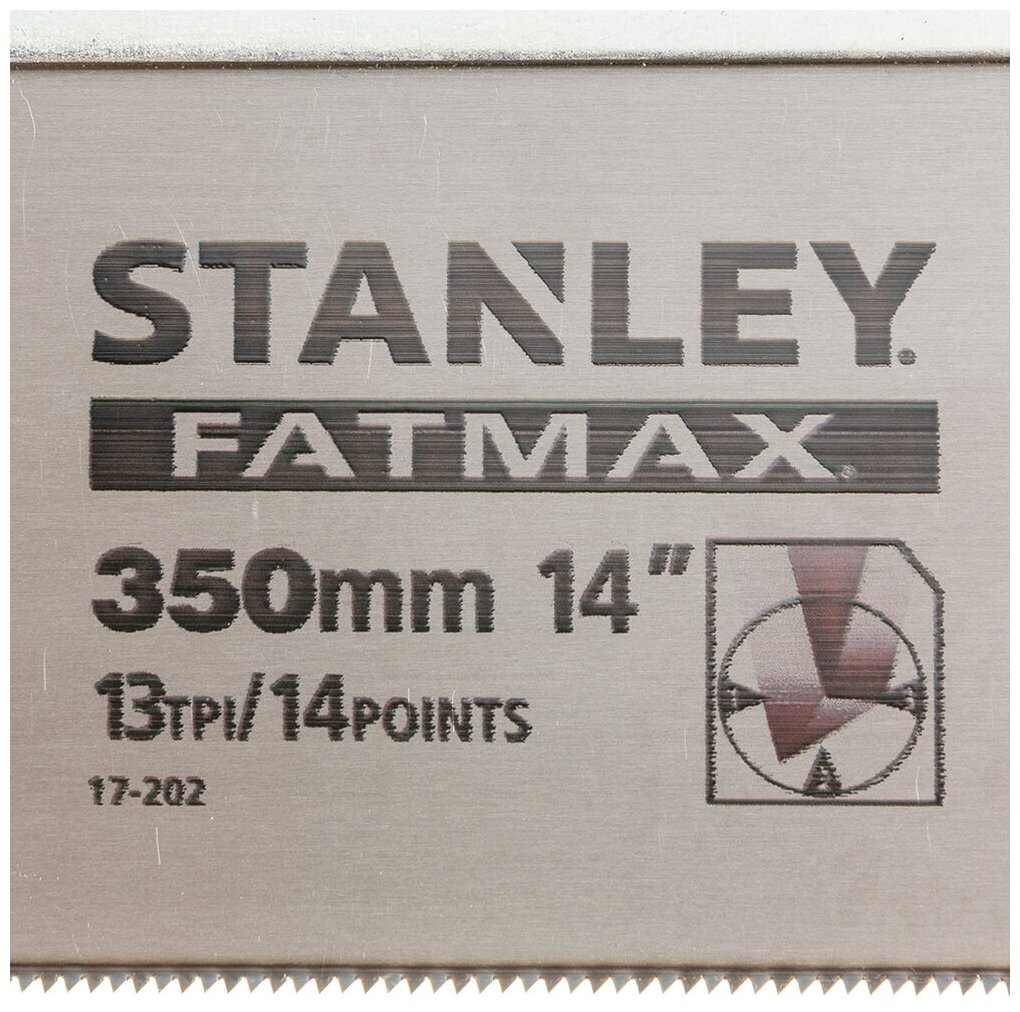 STANLEY®
FATMAX®
350mm 14"
13TPI/14POINTS
17-202